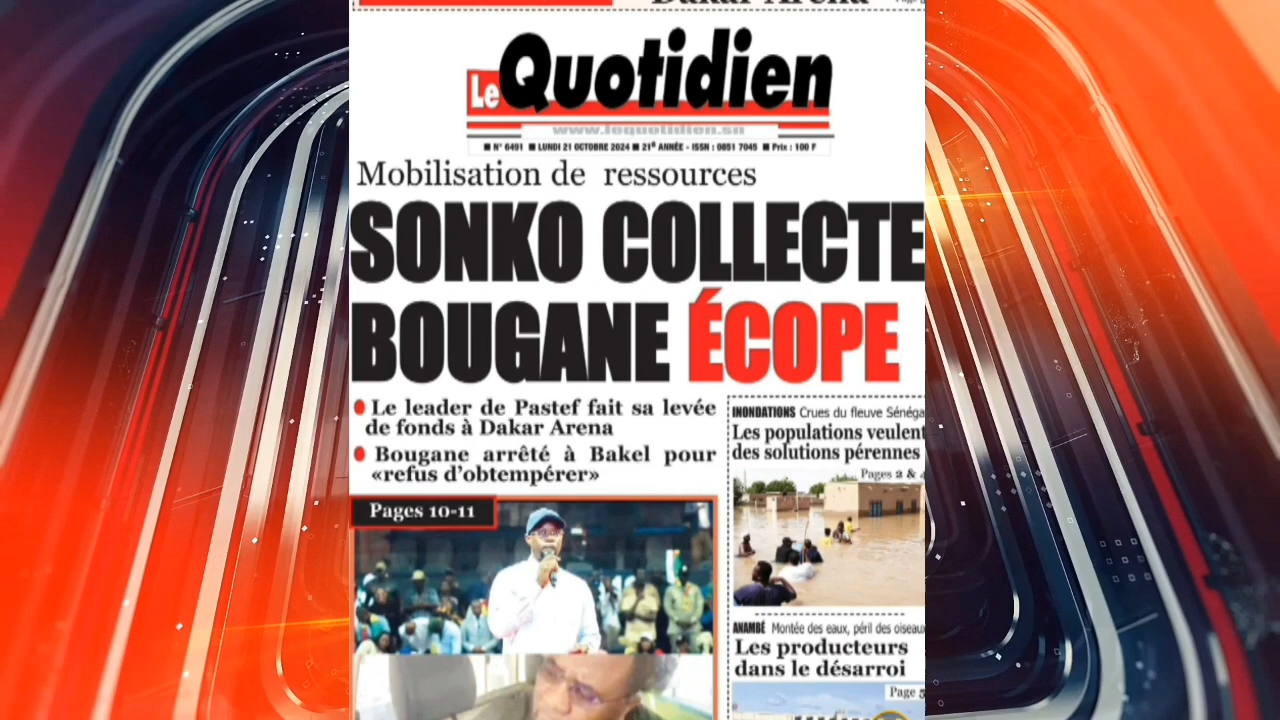 Dakar Arena
Le Quotidien
www.lequotidien.sn
N° 6491 LUNDI 21 OCTOBRE 2024 21e ANNÉE - ISSN : 0851 7045 Prix : 100 F
Mobilisation de ressources
SONKO COLLECTE
BOUGANE ÉCOPE
Le leader de Pastef fait sa levée
de fonds à Dakar Arena
Bougane arrêté à Bakel pour
«refus d'obtempérer»
Pages 10-11
INONDATIONS Crues du fleuve Sénéga
Les populations veulent
des solutions pérennes
Pages 2 &
ANAMBÉ Montée des eaux, péril des oiseaux
Les producteurs
dans le désarroi
Page 5